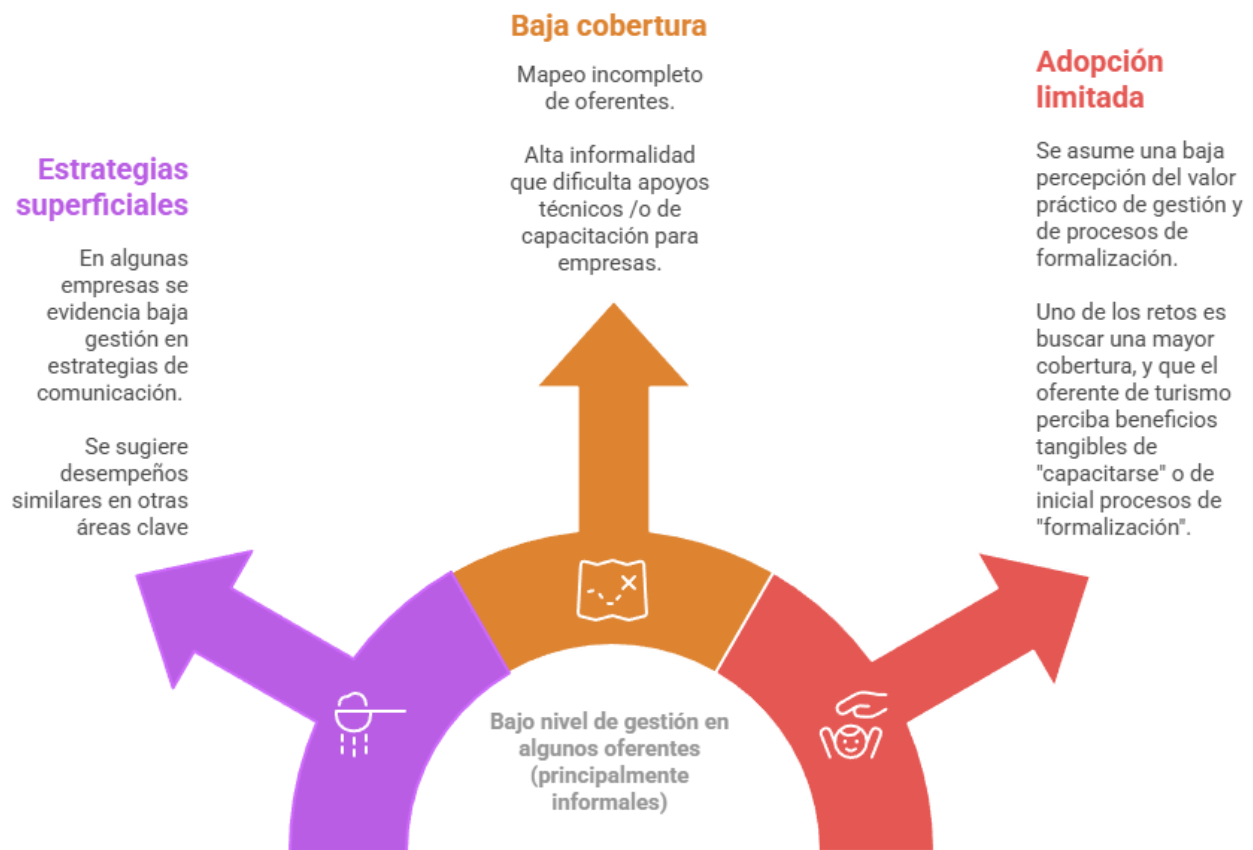 Baja cobertura
Mapeo incompleto
de oferentes.
Alta informalidad
que dificulta apoyos
técnicos /o de
capacitación para
empresas.
Adopción
limitada
Se asume una baja
percepción del valor
práctico de gestión y
de procesos de
formalización.
Uno de los retos es
buscar una mayor
cobertura, y que el
oferente de turismo
perciba beneficios
tangibles de
"capacitarse" o de
inicial procesos de
"formalización".
Estrategias
superficiales
En algunas
empresas se
evidencia baja
gestión en
estrategias de
comunicación.
Se sugiere
desempeños
similares en otras
áreas clave
Bajo nivel de gestión en
algunos oferentes
(principalmente
informales)